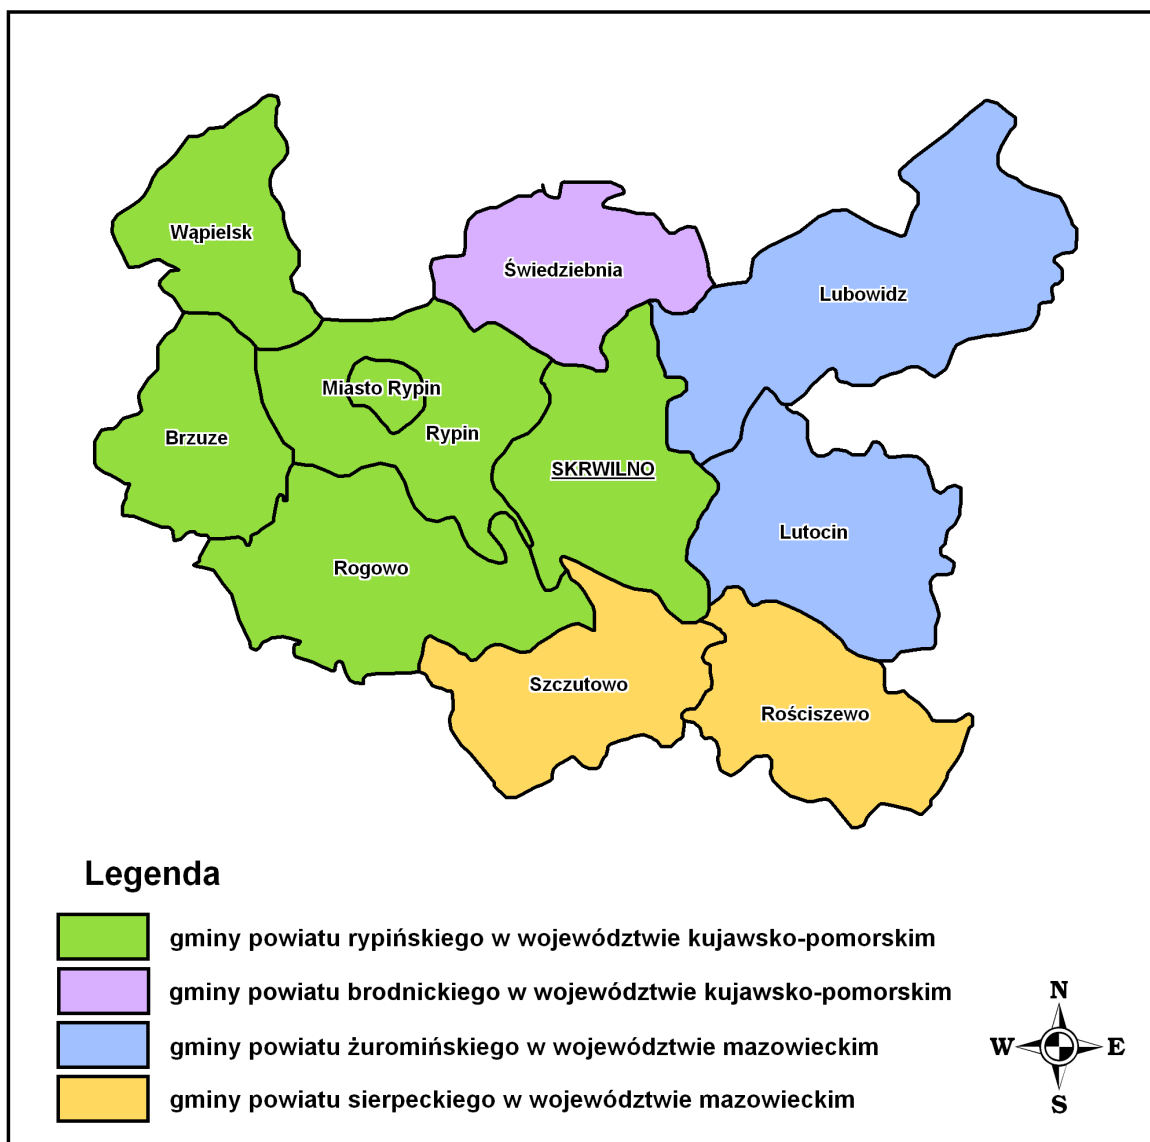 Wąpielsk
Świedziebnia
Lubowidz
Miasto Rypin
Rypin
Brzuze
SKRWILNO
Lutocin
Rogowo
Szczutowo
Rościszewo
Legenda
gminy powiatu rypińskiego w województwie kujawsko-pomorskim
gminy powiatu brodnickiego w województwie kujawsko-pomorskim
gminy powiatu żuromińskiego w województwie mazowieckim
gminy powiatu sierpeckiego w województwie mazowieckim
N
W E
S